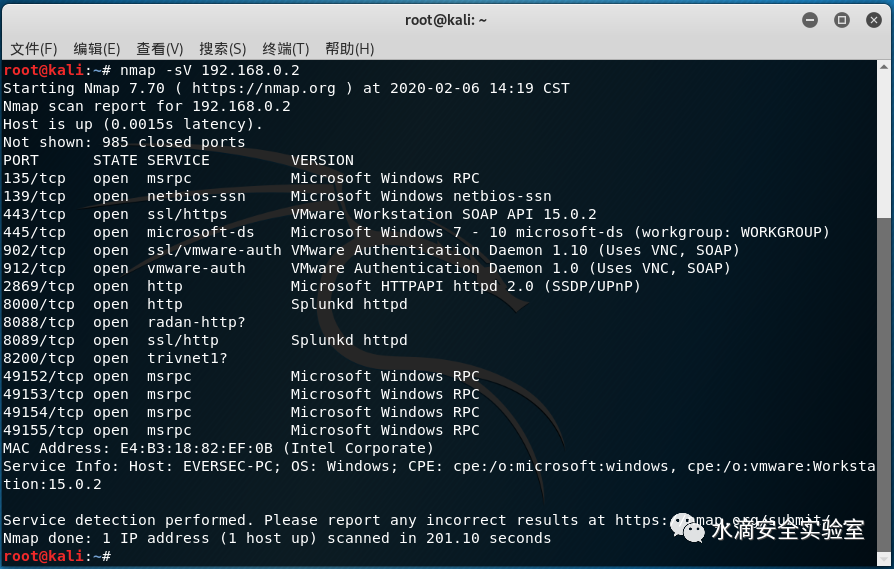 root@kali: ~
文件(F) 编辑(E) 查看(V) 搜索(S) 终端(T) 帮助(H)
root@kali:~# nmap -sV 192.168.0.2
Starting Nmap 7.70 ( https://nmap.org ) at 2020-02-06 14:19 CST
Nmap scan report for 192.168.0.2
Host is up (0.0015s latency).
Not shown: 985 closed ports
PORT      STATE SERVICE         VERSION
135/tcp   open  msrpc           Microsoft Windows RPC
139/tcp   open  netbios-ssn     Microsoft Windows netbios-ssn
443/tcp   open  ssl/https       VMware Workstation SOAP API 15.0.2
445/tcp   open  microsoft-ds    Microsoft Windows 7 - 10 microsoft-ds (workgroup: WORKGROUP)
902/tcp   open  ssl/vmware-auth VMware Authentication Daemon 1.10 (Uses VNC, SOAP)
912/tcp   open  vmware-auth     VMware Authentication Daemon 1.0 (Uses VNC, SOAP)
2869/tcp  open  http            Microsoft HTTPAPI httpd 2.0 (SSDP/UPnP)
8000/tcp  open  http            Splunkd httpd
8088/tcp  open  radan-http?
8089/tcp  open  ssl/http        Splunkd httpd
8200/tcp  open  trivnet1?
49152/tcp open  msrpc           Microsoft Windows RPC
49153/tcp open  msrpc           Microsoft Windows RPC
49154/tcp open  msrpc           Microsoft Windows RPC
49155/tcp open  msrpc           Microsoft Windows RPC
MAC Address: E4:B3:18:82:EF:0B (Intel Corporate)
Service Info: Host: EVERSEC-PC; OS: Windows; CPE: cpe:/o:microsoft:windows, cpe:/o:vmware:Worksta
tion:15.0.2
Service detection performed. Please report any incorrect results at https://nmap.org/submit/ .
Nmap done: 1 IP address (1 host up) scanned in 201.10 seconds
水滴安全实验室
root@kali:~#